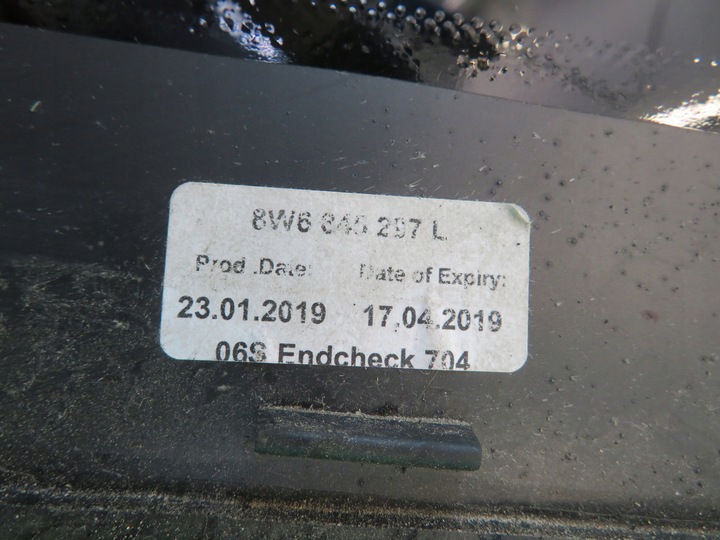 8W6 845 297 L
Prod .Date: Date of Expiry:
23.01.2019 17.04.2019
06S Endcheck 704